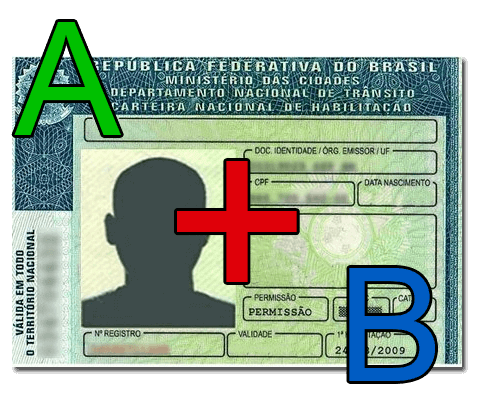 A
REPÚBLICA FEDERATIVA DO BRASIL
MINISTÉRIO DAS CIDADES
DEPARTAMENTO NACIONAL DE TRÂNSITO
CARTEIRA NACIONAL DE HABILITAÇÃO
DOC. IDENTIDADE / ÓRG. EMISSOR / UF
CPF
DATA NASCIMENTO
VÁLIDA EM TODO
O TERRITÓRIO NACIONAL
PERMISSÃO
PERMISSÃO
Nº REGISTRO
VALIDADE
B